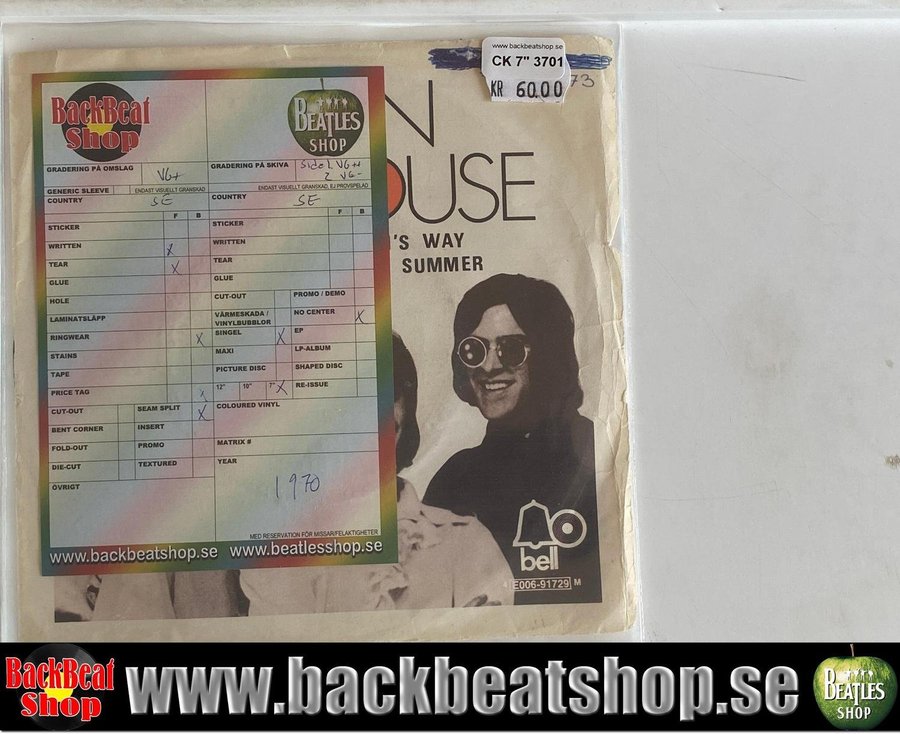 www.backbeatshop.se
CK 7" 3701
KR 60.00
73
N
OUSE
'S WAY
SUMMER
bell
4E006-91729 M
BackBeat Shop
BEATLES SHOP
GRADERING PÅ OMSLAG VG+
GRADERING PÅ SKIVA Side 1 VG++
2 VG-
GENERIC SLEEVE ENDAST VISUELLT GRANSKAD
ENDAST VISUELLT GRANSKAD, EJ PROVSPELAD
COUNTRY SE
F B
STICKER
WRITTEN X
TEAR X
GLUE
HOLE
LAMINATSLÄPP
RINGWEAR X
STAINS
TAPE
PRICE TAG X
CUT-OUT SEAM SPLIT X
BENT CORNER INSERT
FOLD-OUT PROMO
DIE-CUT TEXTURED
ÖVRIGT
COUNTRY SE
F B
STICKER
WRITTEN
TEAR
GLUE
CUT-OUT PROMO / DEMO
VÄRMESKADA / VINYLBUBBLOR NO CENTER X
SINGEL X EP
MAXI LP-ALBUM
PICTURE DISC SHAPED DISC
12" 10" 7" X RE-ISSUE
COLOURED VINYL
MATRIX #
YEAR
1970
MED RESERVATION FÖR MISSAR/FELAKTIGHETER
www.backbeatshop.se www.beatlesshop.se
BackBeat Shop www.backbeatshop.se BEATLES SHOP